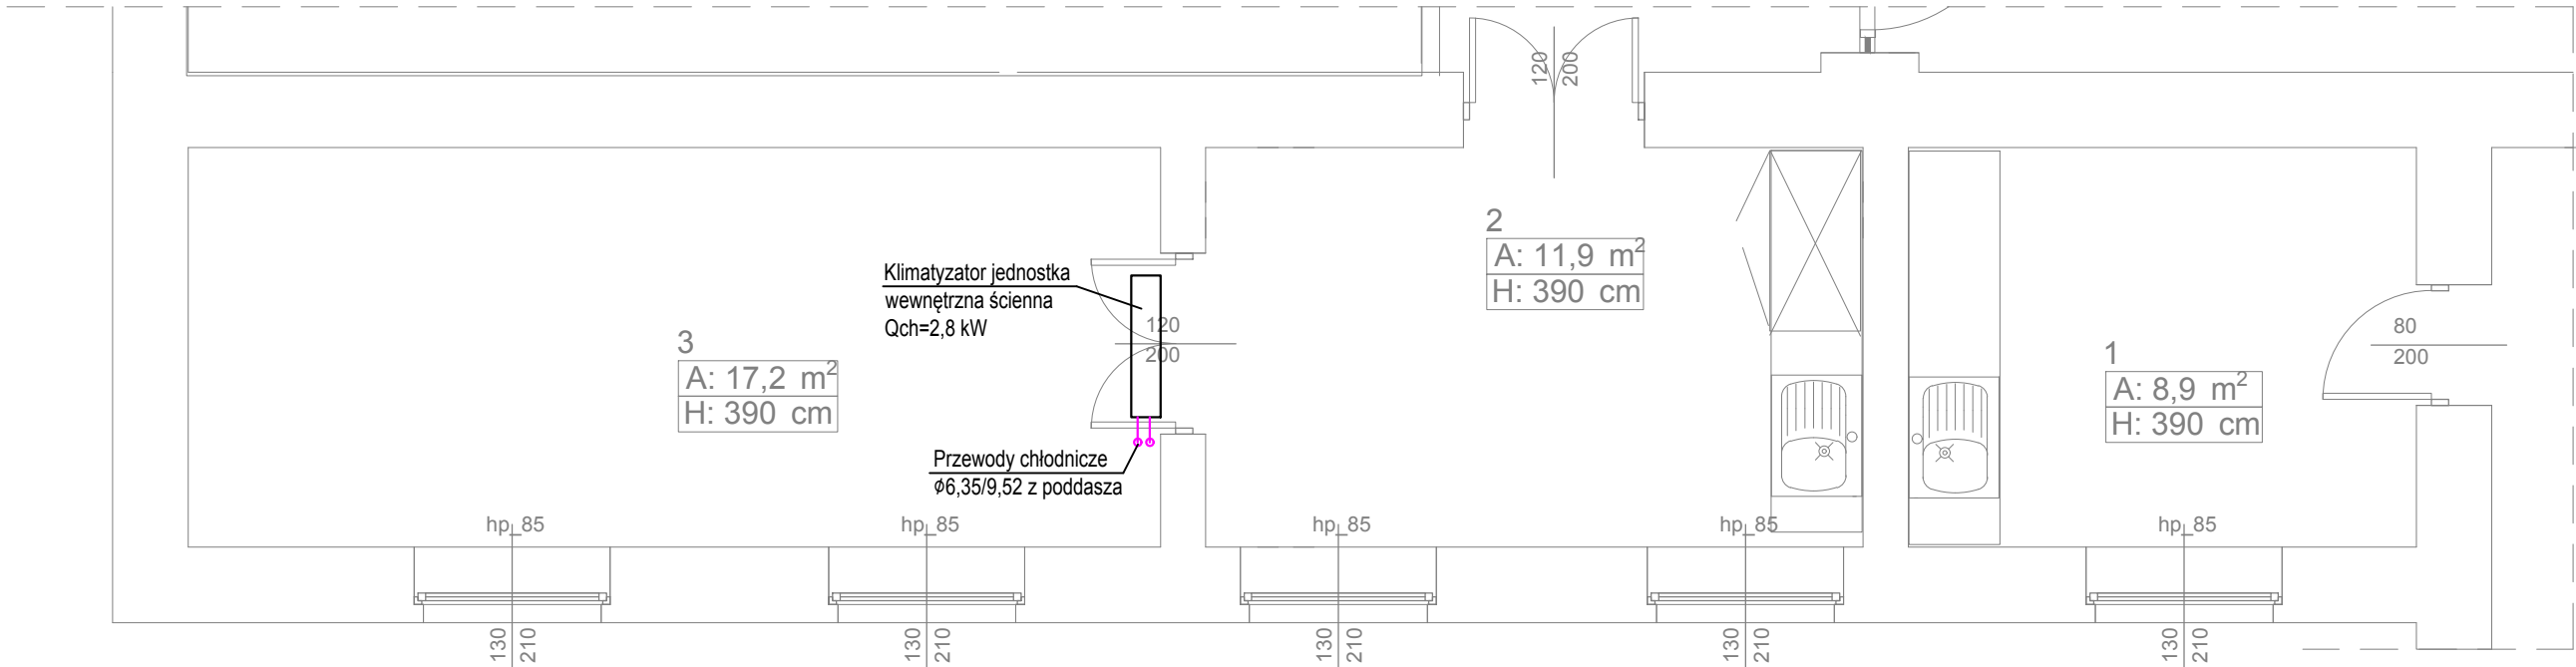 120
200
2
A: 11,9 m²
H: 390 cm
Klimatyzator jednostka
wewnętrzna ścienna
Qch=2,8 kW
120
200
80
200
3
A: 17,2 m²
H: 390 cm
1
A: 8,9 m²
H: 390 cm
Przewody chłodnicze
ϕ6,35/9,52 z poddasza
hp 85
hp 85
hp 85
hp 85
hp 85
130
210
130
210
130
210
130
210
130
210